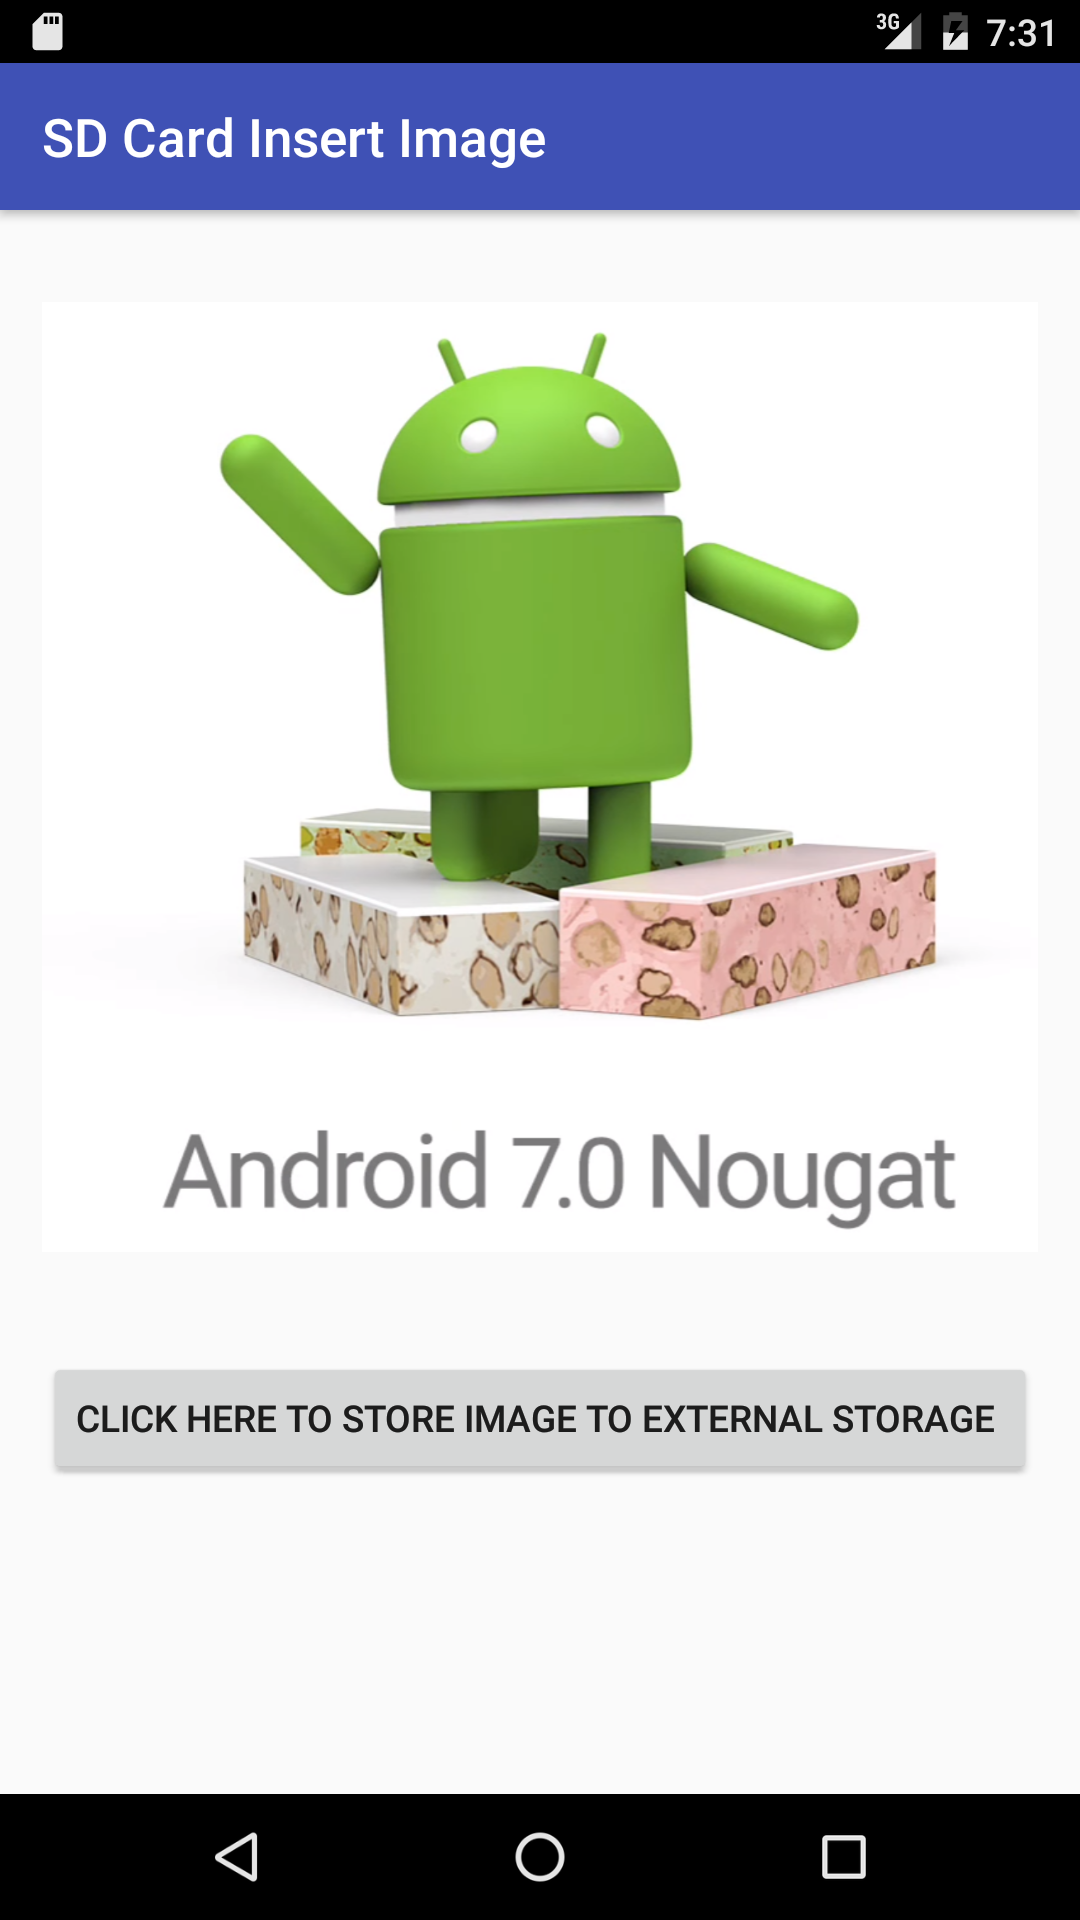 3G 7:31
SD Card Insert Image
Android 7.0 Nougat
CLICK HERE TO STORE IMAGE TO EXTERNAL STORAGE